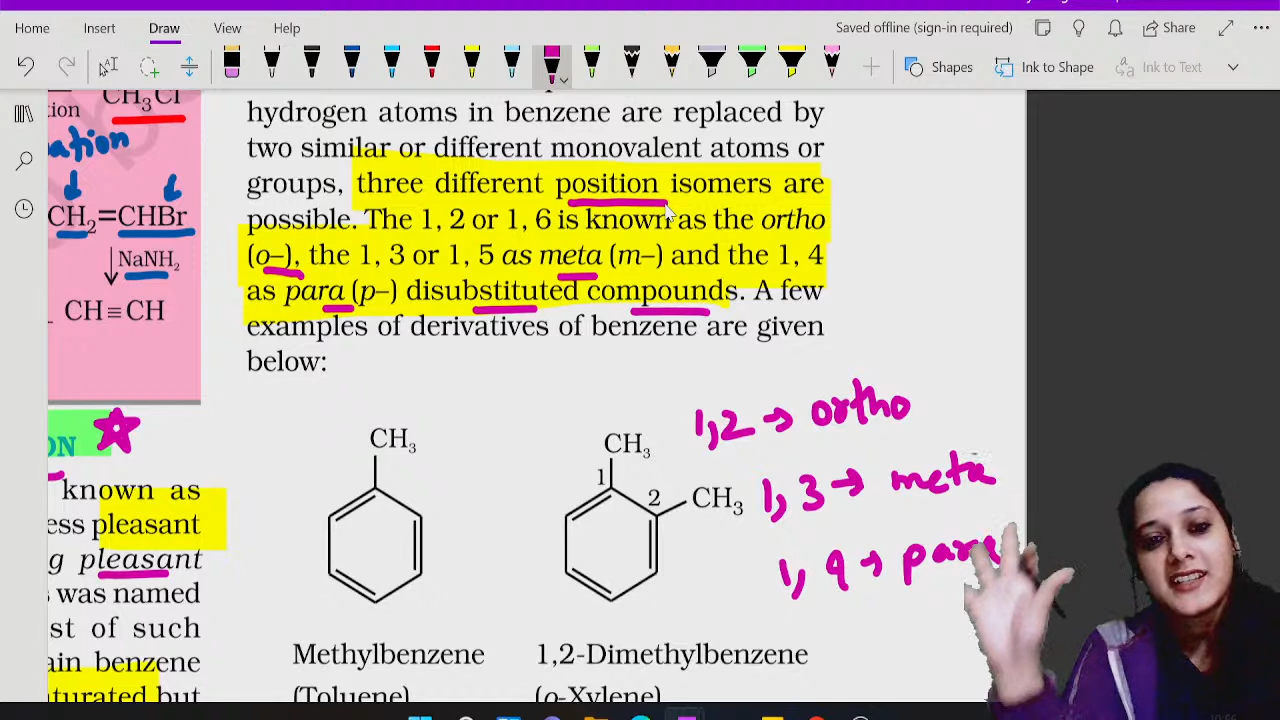 Home Insert Draw View Help Saved offline (sign-in required) Share
Shapes Ink to Shape Ink to Text
tion CH3Cl
ation
CH2=CHBr
NaNH2
CH≡CH
ON
known as
ess pleasant
g pleasant
was named
st of such
ain benzene
turated but
hydrogen atoms in benzene are replaced by
two similar or different monovalent atoms or
groups, three different position isomers are
possible. The 1, 2 or 1, 6 is known as the ortho
(o–), the 1, 3 or 1, 5 as meta (m–) and the 1, 4
as para (p–) disubstituted compounds. A few
examples of derivatives of benzene are given
below:
CH3
CH3
1
2 CH3
Methylbenzene
(Toluene)
1,2-Dimethylbenzene
(o-Xylene)
1,2 → ortho
1,3 → meta
1,4 → para